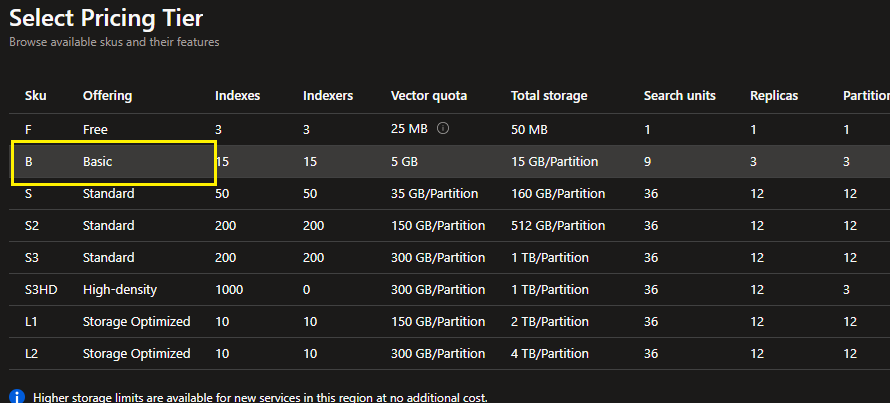 Select Pricing Tier
Browse available skus and their features
Sku Offering Indexes Indexers Vector quota Total storage Search units Replicas Partition
F Free 3 3 25 MB 50 MB 1 1 1
B Basic 15 15 5 GB 15 GB/Partition 9 3 3
S Standard 50 50 35 GB/Partition 160 GB/Partition 36 12 12
S2 Standard 200 200 150 GB/Partition 512 GB/Partition 36 12 12
S3 Standard 200 200 300 GB/Partition 1 TB/Partition 36 12 12
S3HD High-density 1000 0 300 GB/Partition 1 TB/Partition 36 12 3
L1 Storage Optimized 10 10 150 GB/Partition 2 TB/Partition 36 12 12
L2 Storage Optimized 10 10 300 GB/Partition 4 TB/Partition 36 12 12
Higher storage limits are available for new services in this region at no additional cost.